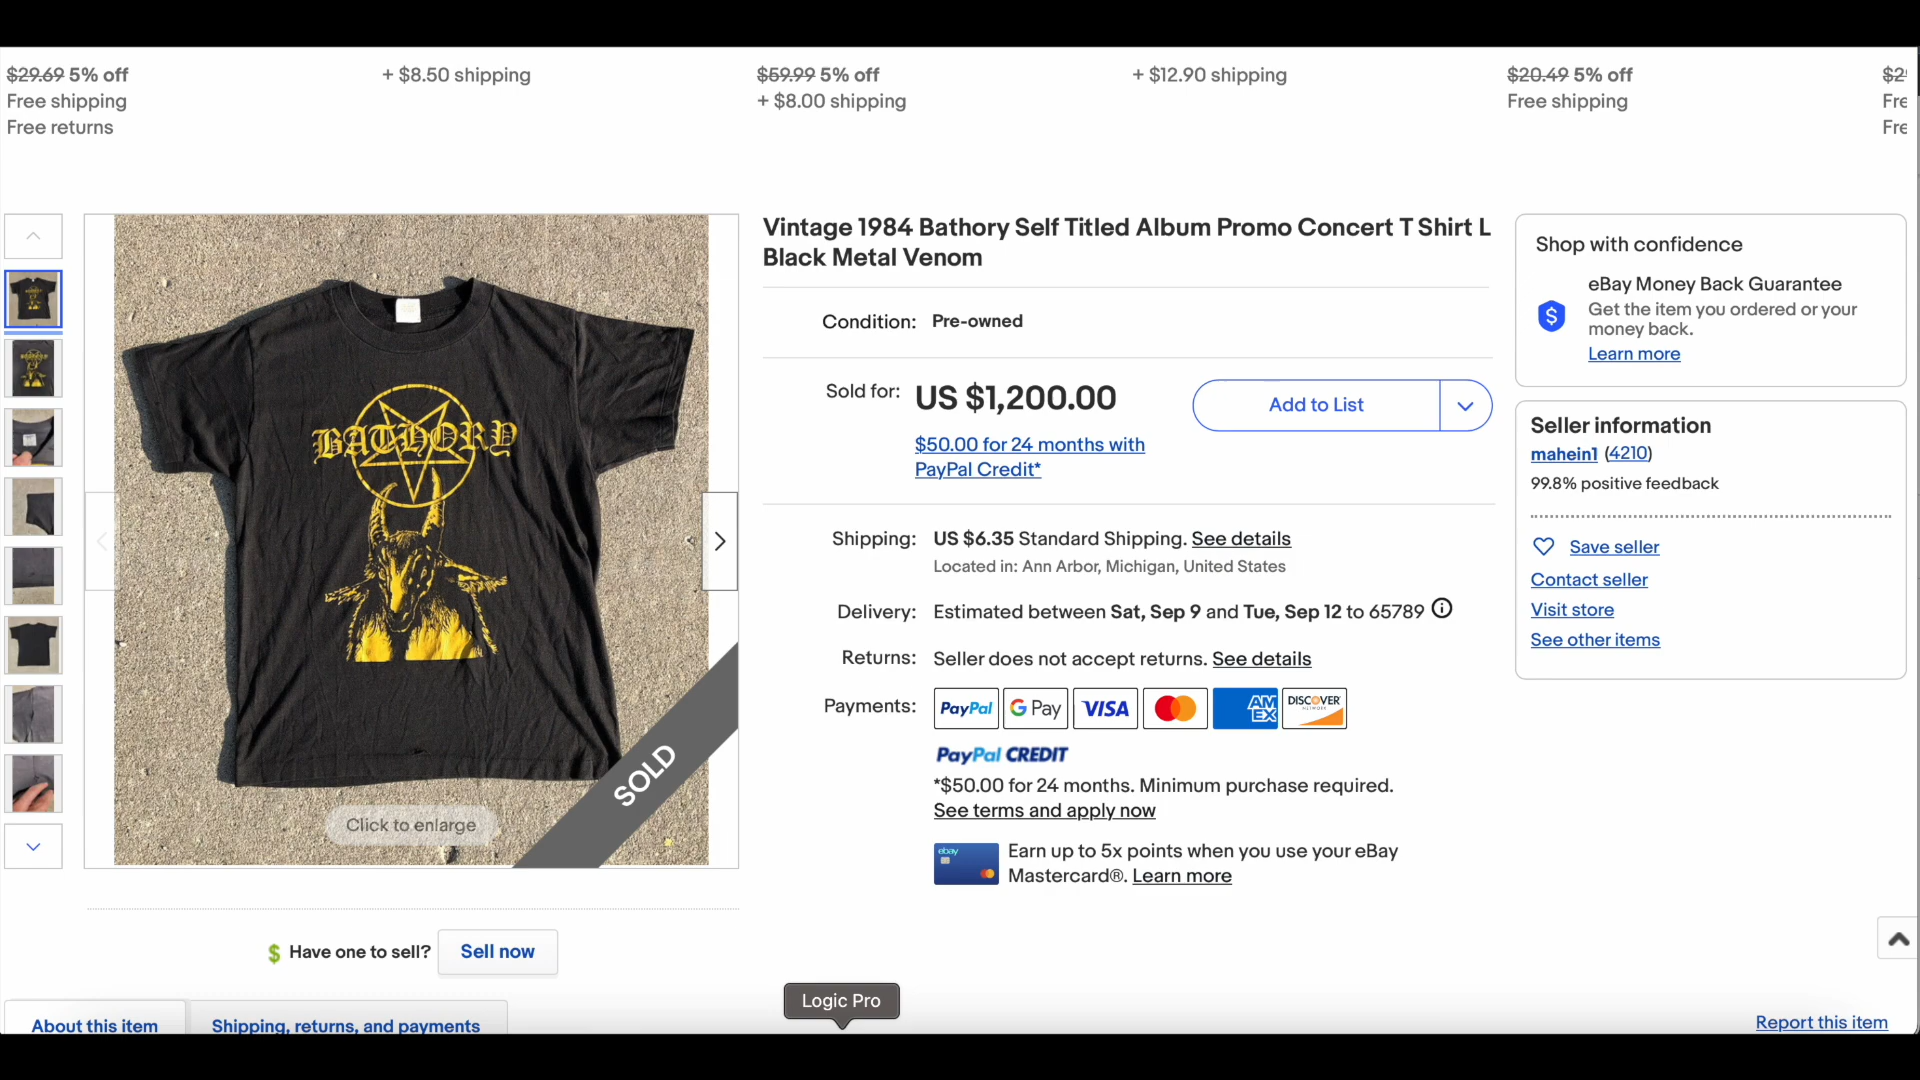 $29.69 5% off
Free shipping
Free returns
+ $8.50 shipping
$59.99 5% off
+ $8.00 shipping
+ $12.90 shipping
$20.49 5% off
Free shipping
BATHORY
SOLD
Click to enlarge
Have one to sell? Sell now
Vintage 1984 Bathory Self Titled Album Promo Concert T Shirt L
Black Metal Venom
Condition: Pre-owned
Sold for: US $1,200.00
$50.00 for 24 months with
PayPal Credit*
Add to List
Shipping: US $6.35 Standard Shipping. See details
Located in: Ann Arbor, Michigan, United States
Delivery: Estimated between Sat, Sep 9 and Tue, Sep 12 to 65789
Returns: Seller does not accept returns. See details
Payments: PayPal G Pay VISA AM EX DISCOVER NETWORK
PayPal CREDIT
*$50.00 for 24 months. Minimum purchase required.
See terms and apply now
ebay
Earn up to 5x points when you use your eBay
Mastercard®. Learn more
Shop with confidence
eBay Money Back Guarantee
Get the item you ordered or your
money back.
Learn more
Seller information
mahein1 (4210)
99.8% positive feedback
Save seller
Contact seller
Visit store
See other items
Logic Pro
About this item
Shipping, returns, and payments
Report this item